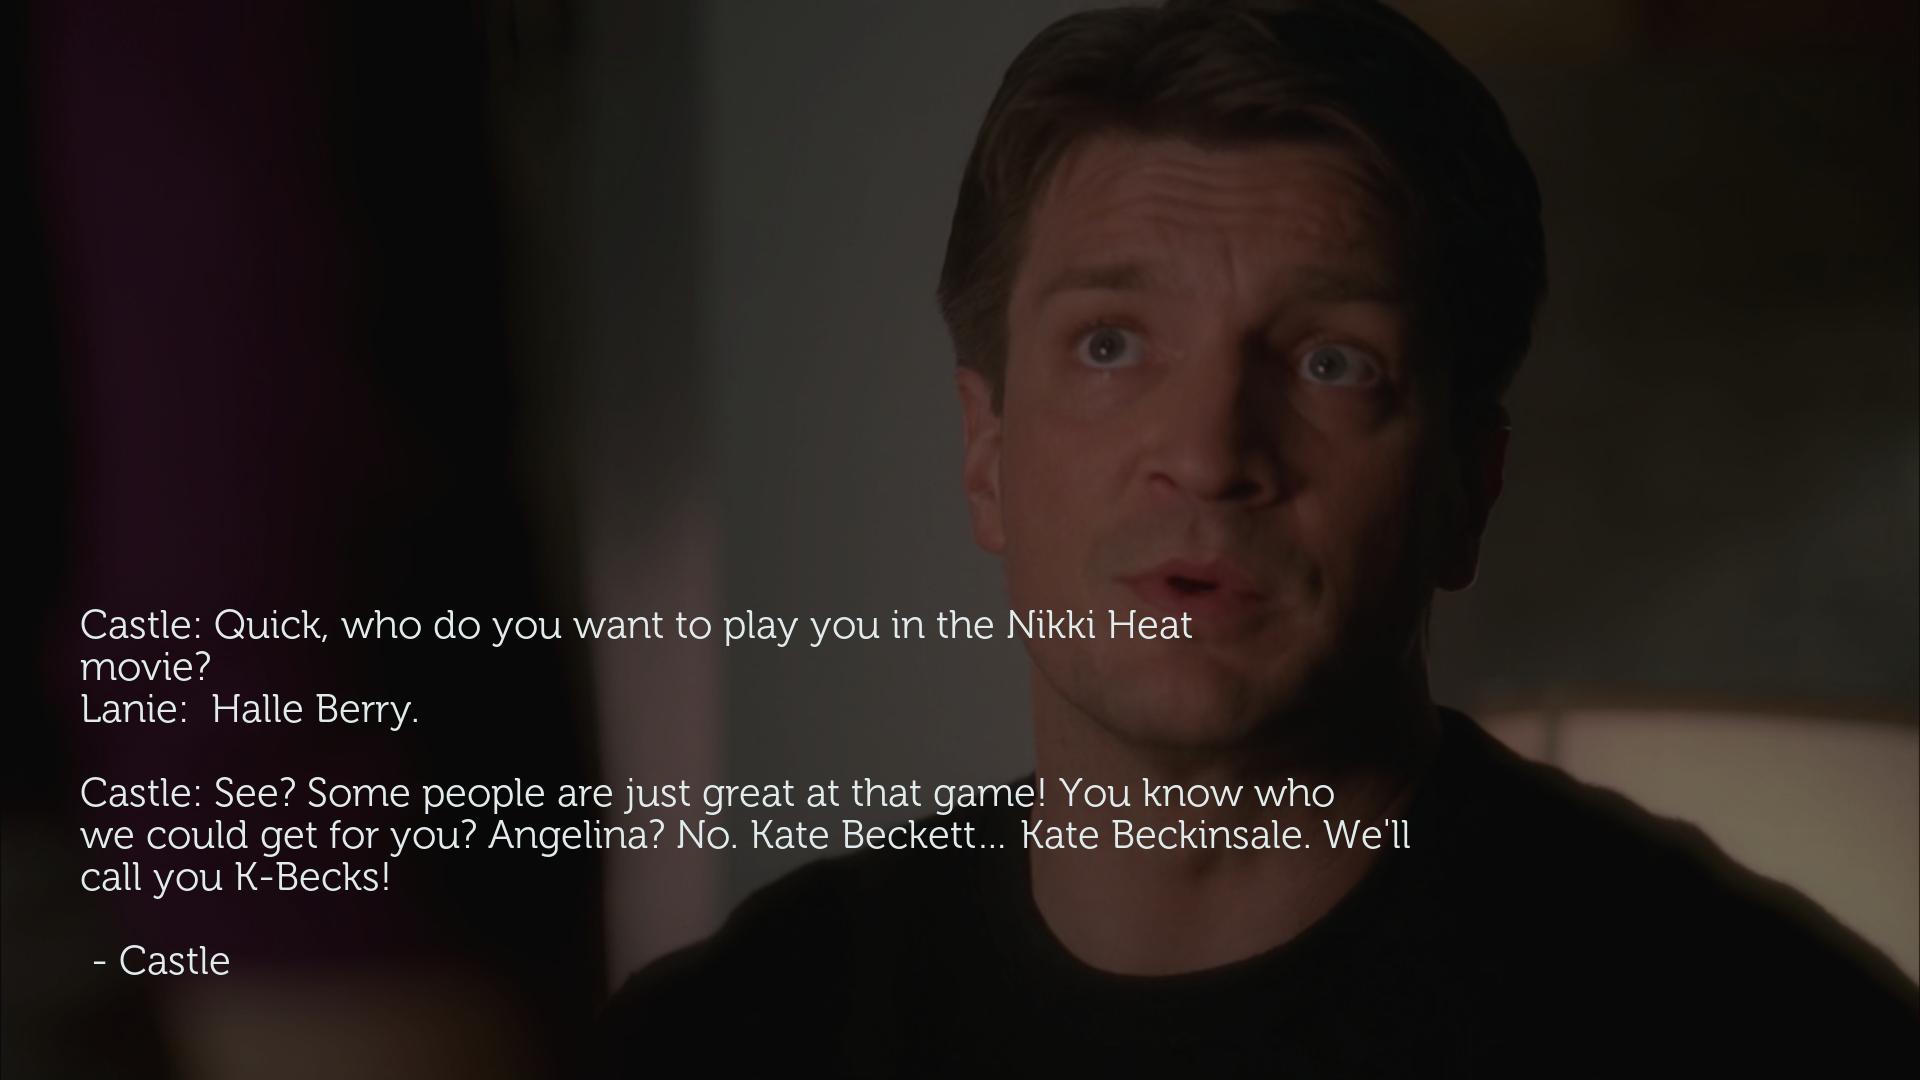 Castle: Quick, who do you want to play you in the Nikki Heat
movie?
Lanie:  Halle Berry.
Castle: See? Some people are just great at that game! You know who
we could get for you? Angelina? No. Kate Beckett... Kate Beckinsale. We'll
call you K-Becks!
- Castle